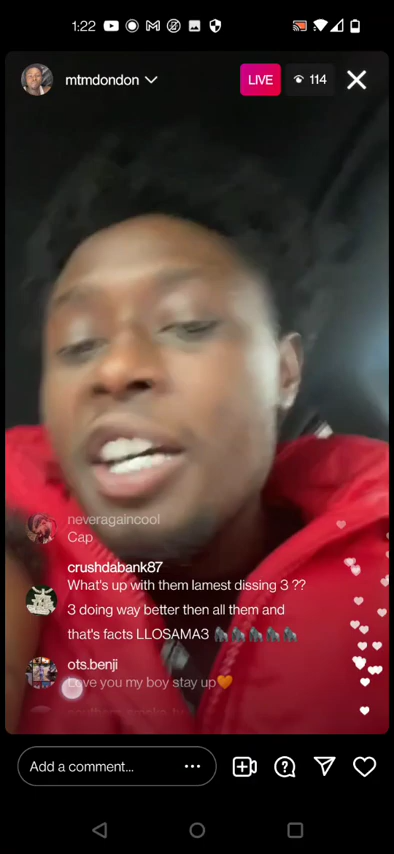 1:22
mtmdondon
LIVE
114
neveragaincool
Cap
crushdabank87
What's up with them lamest dissing 3 ??
3 doing way better then all them and
that's facts LLOSAMA3 🦍🦍🦍🦍🦍
ots.benji
Love you my boy stay up🧡
Add a comment...